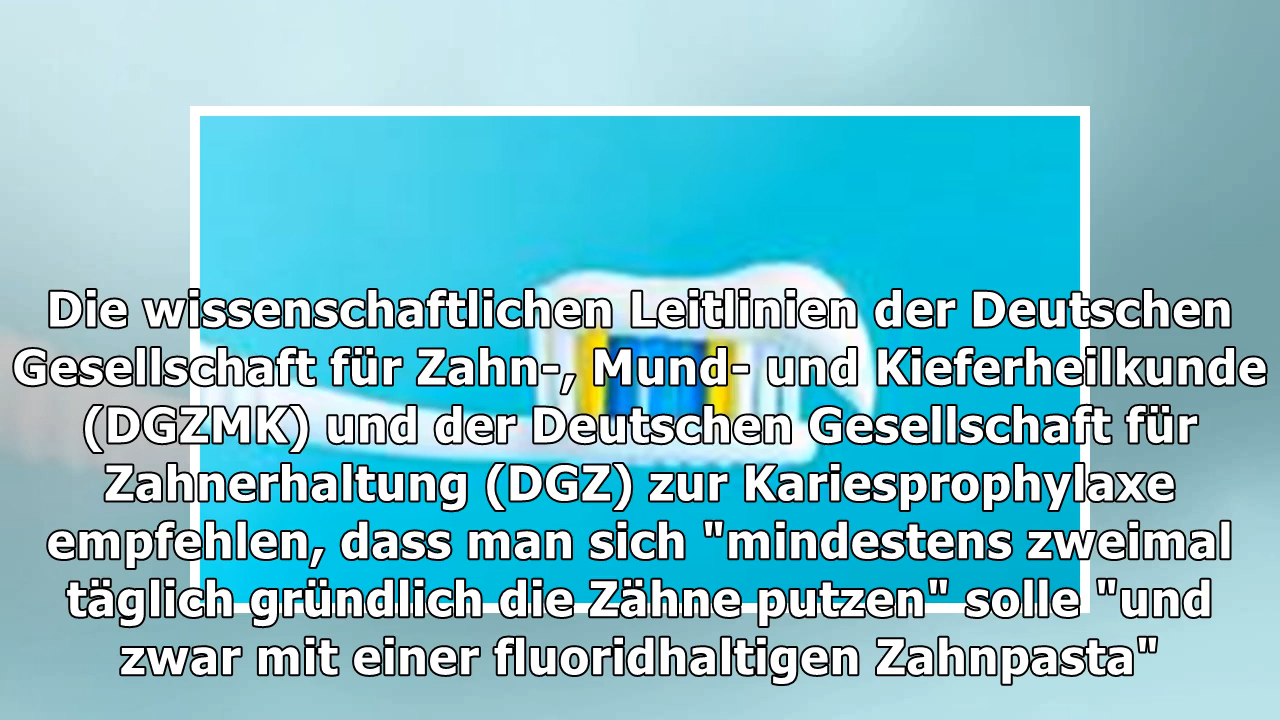 Die wissenschaftlichen Leitlinien der Deutschen
Gesellschaft für Zahn-, Mund- und Kieferheilkunde
(DGZMK) und der Deutschen Gesellschaft für
Zahnerhaltung (DGZ) zur Kariesprophylaxe
empfehlen, dass man sich "mindestens zweimal
täglich gründlich die Zähne putzen" solle "und
zwar mit einer fluoridhaltigen Zahnpasta"